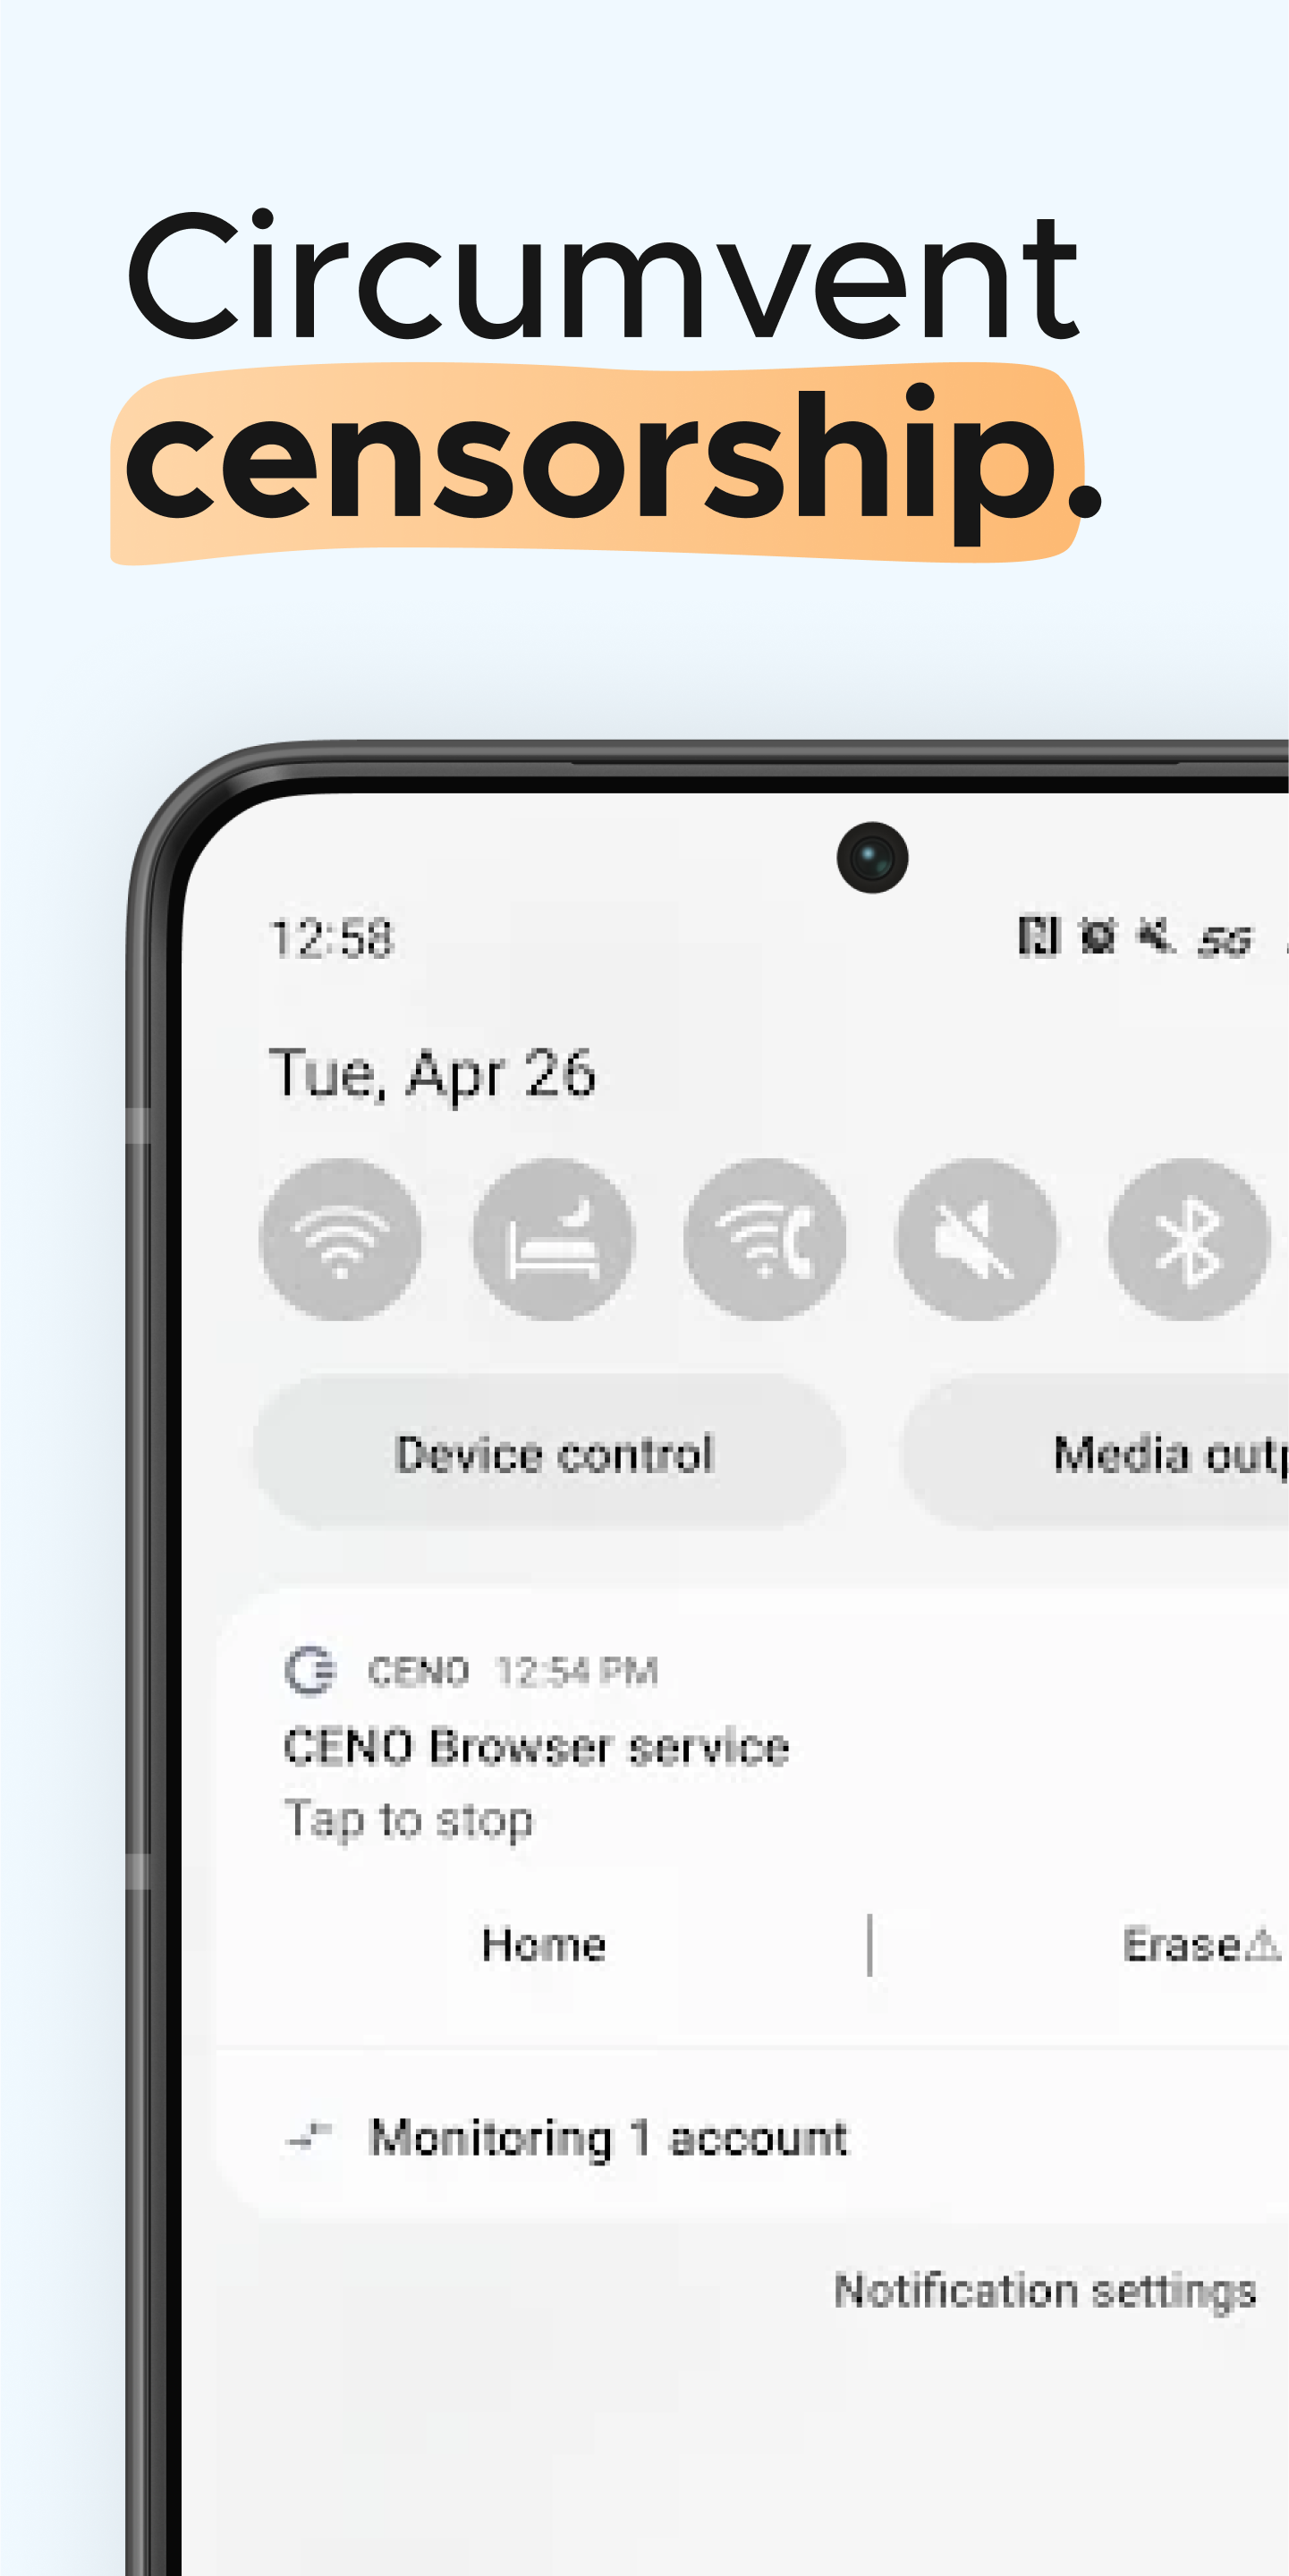 Circumvent
censorship.
12:58 5G
Tue, Apr 26
Device control Media outp
CENO 12:54 PM
CENO Browser service
Tap to stop
Home | Erase⚠
Monitoring 1 account
Notification settings